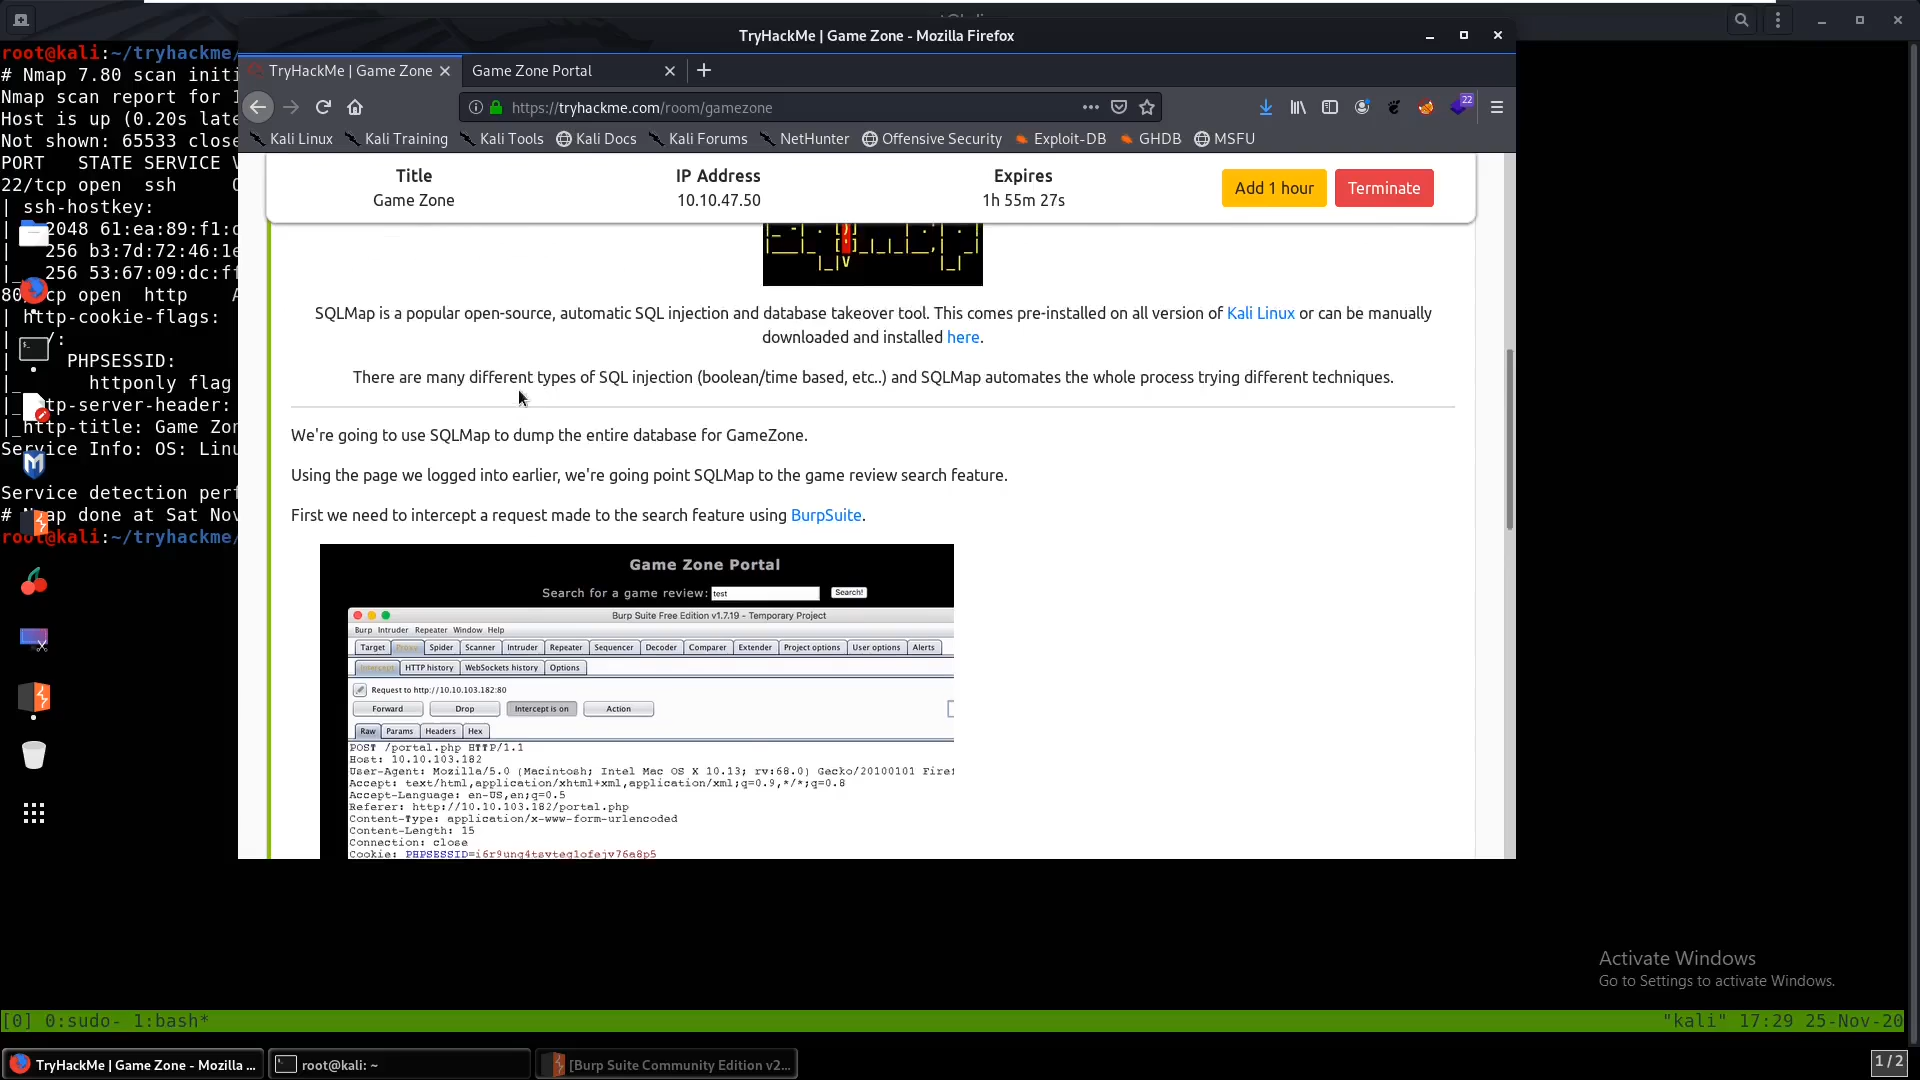 TryHackMe | Game Zone - Mozilla Firefox
TryHackMe | Game Zone
Game Zone Portal
https://tryhackme.com/room/gamezone
22
Kali Linux
Kali Training
Kali Tools
Kali Docs
Kali Forums
NetHunter
Offensive Security
Exploit-DB
GHDB
MSFU
Title
IP Address
Expires
Game Zone
10.10.47.50
1h 55m 27s
Add 1 hour
Terminate
SQLMap is a popular open-source, automatic SQL injection and database takeover tool. This comes pre-installed on all version of Kali Linux or can be manually
downloaded and installed here.
There are many different types of SQL injection (boolean/time based, etc..) and SQLMap automates the whole process trying different techniques.
We're going to use SQLMap to dump the entire database for GameZone.
Using the page we logged into earlier, we're going point SQLMap to the game review search feature.
First we need to intercept a request made to the search feature using BurpSuite.
Game Zone Portal
Search for a game review: test Search!
Burp Suite Free Edition v1.7.19 - Temporary Project
Burp Intruder Repeater Window Help
Target Proxy Spider Scanner Intruder Repeater Sequencer Decoder Comparer Extender Project options User options Alerts
Intercept HTTP history WebSockets history Options
Request to http://10.10.103.182:80
Forward Drop Intercept is on Action
Raw Params Headers Hex
POST /portal.php HTTP/1.1
Host: 10.10.103.182
User-Agent: Mozilla/5.0 (Macintosh; Intel Mac OS X 10.13; rv:68.0) Gecko/20100101 Firef
Accept: text/html,application/xhtml+xml,application/xml;q=0.9,*/*;q=0.8
Accept-Language: en-US,en;q=0.5
Referer: http://10.10.103.182/portal.php
Content-Type: application/x-www-form-urlencoded
Content-Length: 15
Connection: close
Cookie: PHPSESSID=i6r9ung4tsvteg1ofejv76a8p5
root@kali:~/tryhackme/
# Nmap 7.80 scan initi
Nmap scan report for 1
Host is up (0.20s late
Not shown: 65533 close
PORT STATE SERVICE V
22/tcp open ssh O
| ssh-hostkey:
2048 61:ea:89:f1:d
| 256 b3:7d:72:46:1e
|_ 256 53:67:09:dc:ff
80/ cp open http A
| http-cookie-flags:
| /:
| PHPSESSID:
|_ httponly flag
|_ tp-server-header:
|_http-title: Game Zon
Service Info: OS: Linu
Service detection perf
# N ap done at Sat Nov
root@kali:~/tryhackme/
Activate Windows
Go to Settings to activate Windows.
[0] 0:sudo- 1:bash*
"kali" 17:29 25-Nov-20
TryHackMe | Game Zone - Mozilla ...
root@kali: ~
[Burp Suite Community Edition v2...
1 / 2